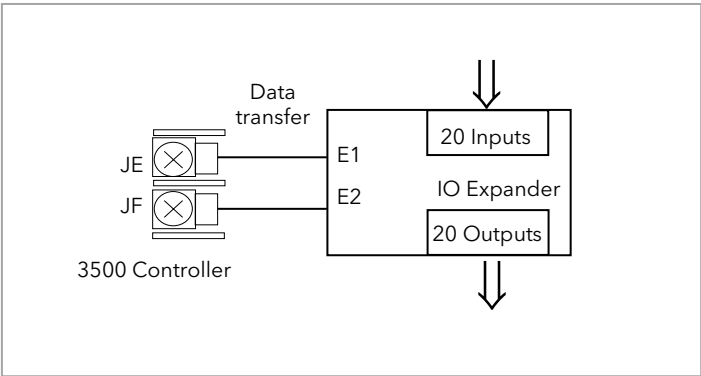 Data
transfer
20 Inputs
JE
E1
JF
E2
IO Expander
20 Outputs
3500 Controller